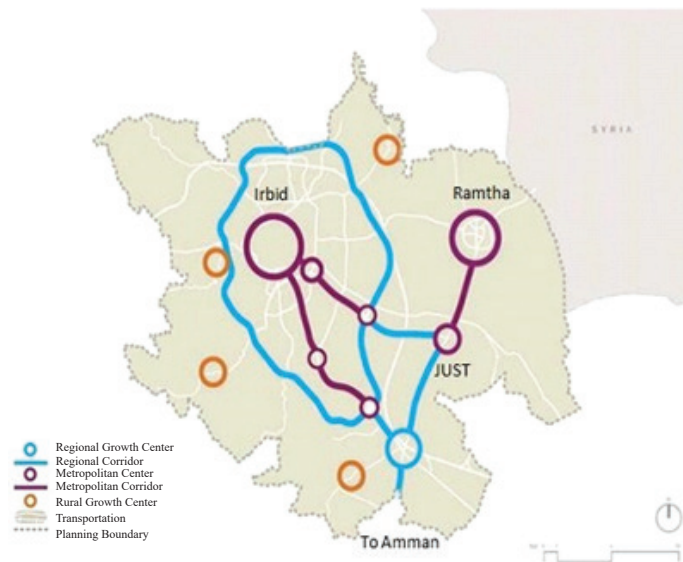 SYRIA
Irbid
Ramtha
JUST
Regional Growth Center
Regional Corridor
Metropolitan Center
Metropolitan Corridor
Rural Growth Center
Transportation
Planning Boundary
To Amman